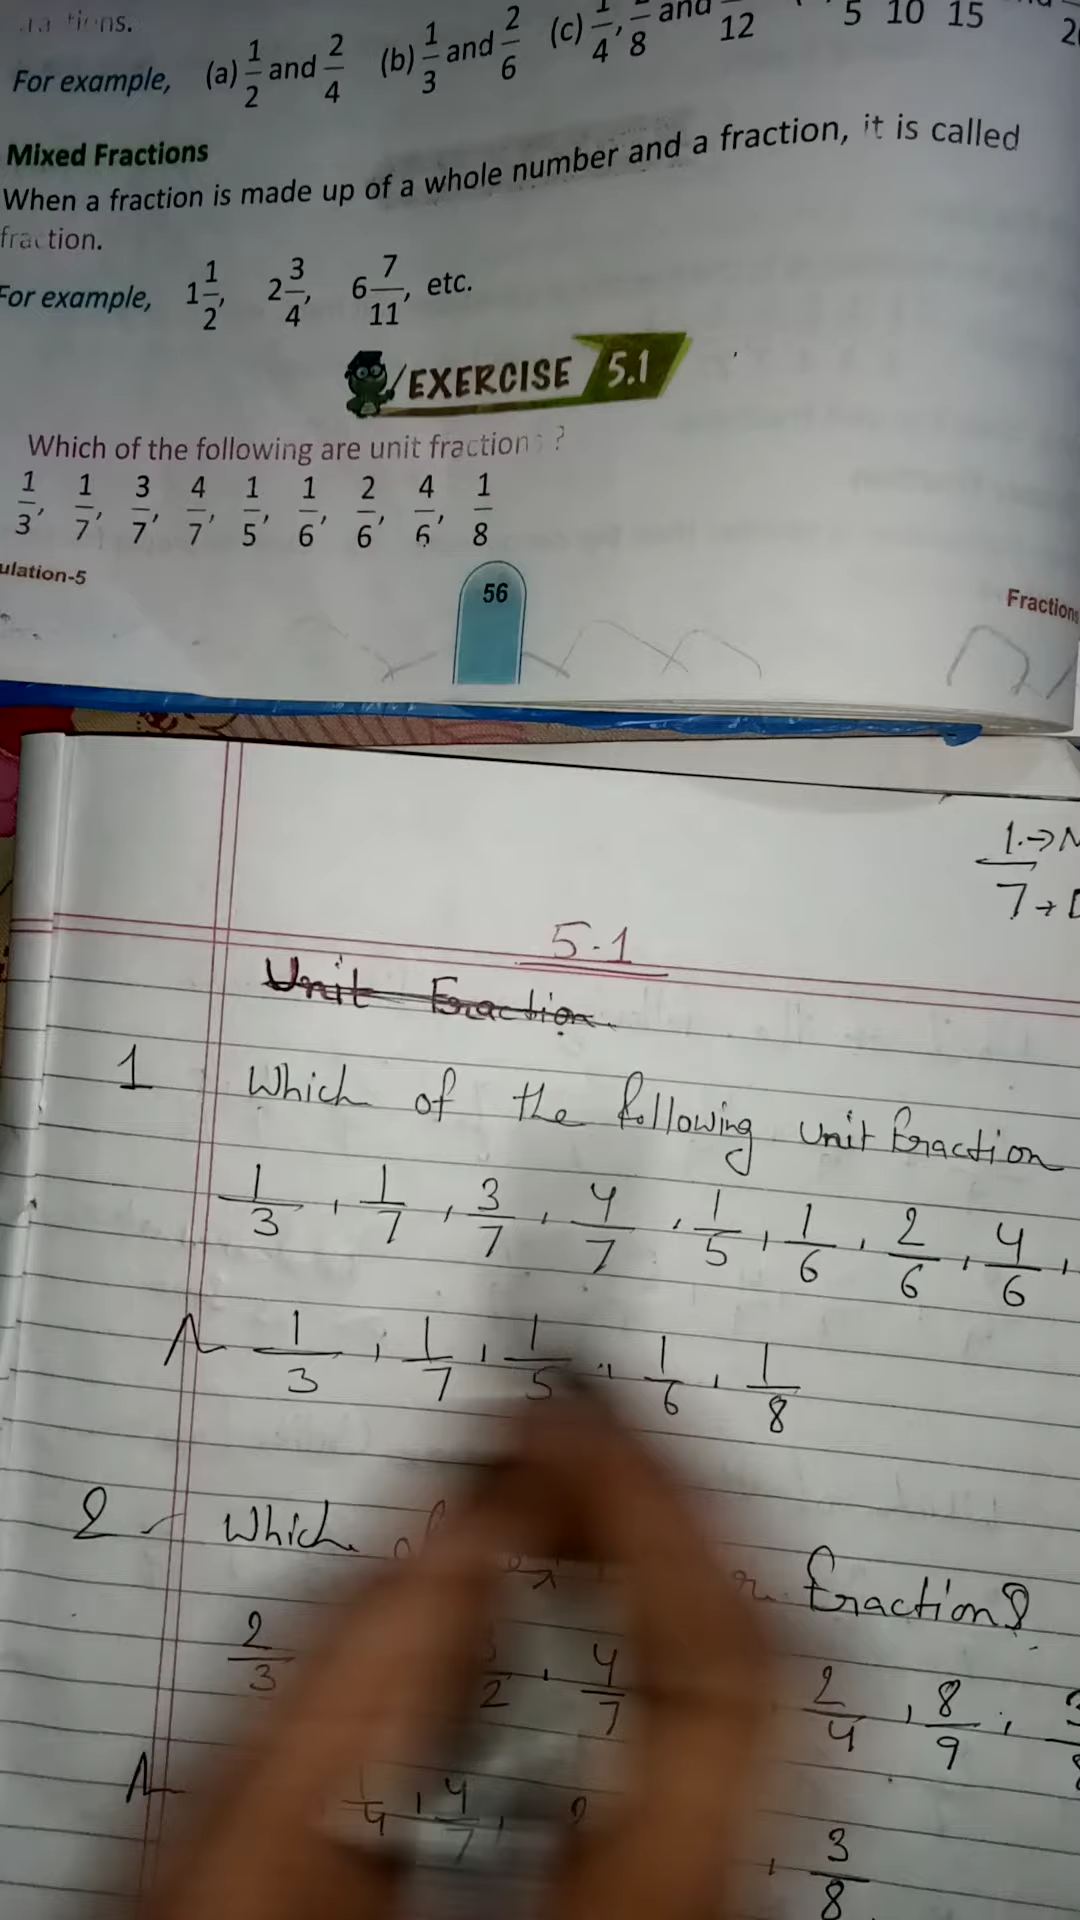 For example, (a) 1/2 and 2/4 (b) 1/3 and 2/6 (c) 1/4, /8 and /12 5 10 15
Mixed Fractions
When a fraction is made up of a whole number and a fraction, it is called
fraction.
For example, 1 1/2, 2 3/4, 6 7/11, etc.
EXERCISE 5.1
Which of the following are unit fractions ?
1/3, 1/7, 3/7, 4/7, 1/5, 1/6, 2/6, 4/6, 1/8
ulation-5
56
Fractions
1 → N
7 → D
5.1
Unit Fraction.
1 Which of the following unit fraction
1/3, 1/7, 3/7, 4/7, 1/5, 1/6, 2/6, 4/6,
1/3, 1/7, 1/5, 1/6, 1/8
2 Which fraction?
2/3 /2, 4/7 2/4, 8/9,
4/7, , 3/8